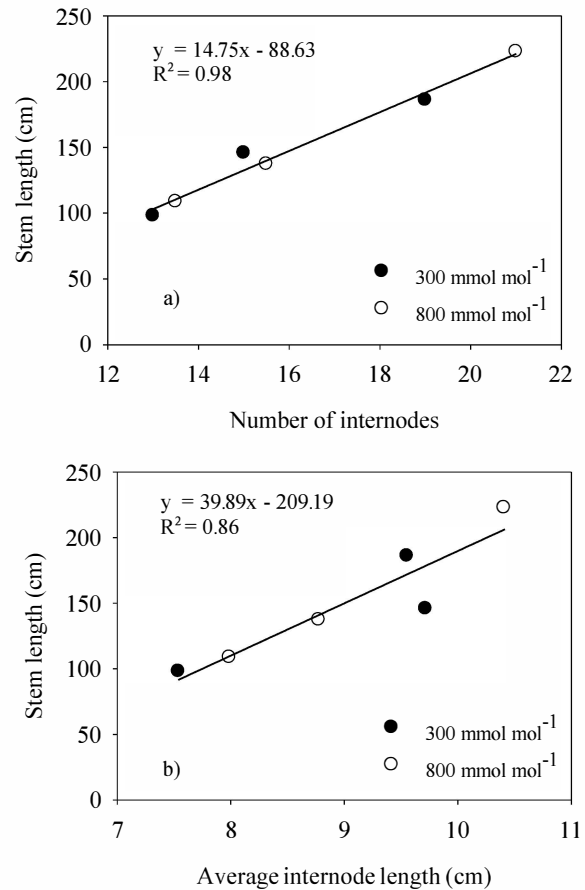 250
200
150
100
50
0
Stem length (cm)
y = 14.75x - 88.63
R² = 0.98
a)
300 mmol mol⁻¹
800 mmol mol⁻¹
12 14 16 18 20 22
Number of internodes
250
200
150
100
50
0
Stem length (cm)
y = 39.89x - 209.19
R² = 0.86
b)
300 mmol mol⁻¹
800 mmol mol⁻¹
7 8 9 10 11
Average internode length (cm)